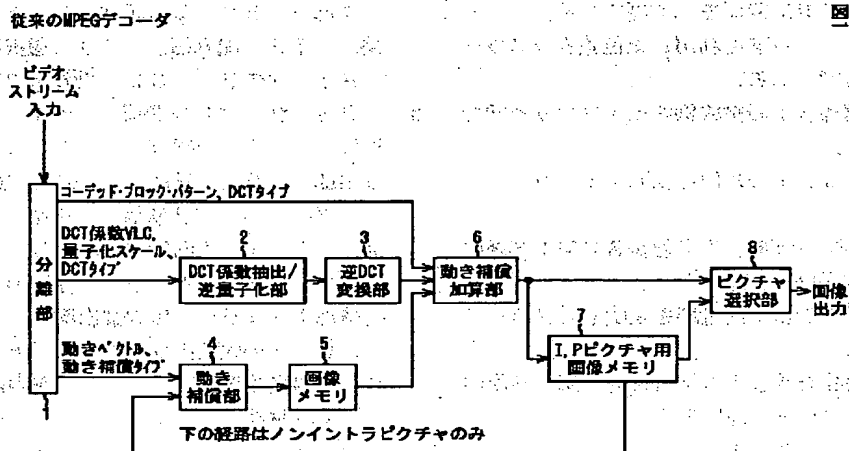 従来のMPEGデコーダ
図1
ビデオ
ストリーム
入力
分離部
1
コーデッド・ブロック・パターン、DCTタイプ
DCT係数VLC、
量子化スケール、
DCTタイプ
2
DCT係数抽出/
逆量子化部
3
逆DCT
変換部
6
動き補償
加算部
8
ピクチャ
選択部
画像
出力
7
I,Pピクチャ用
画像メモリ
動きベクトル、
動き補償タイプ
4
動き
補償部
5
画像
メモリ
下の経路はノンイントラピクチャのみ